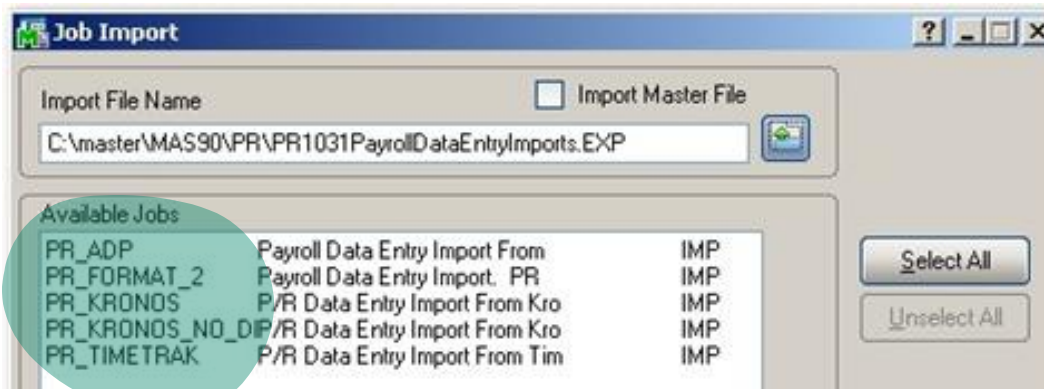 Job Import
Import File Name
Import Master File
C:\master\MAS90\PR\PR1031PayrollDataEntryImports.EXP
Available Jobs
PR_ADP Payroll Data Entry Import From IMP
PR_FORMAT_2 Payroll Data Entry Import. PR IMP
PR_KRONOS P/R Data Entry Import From Kro IMP
PR_KRONOS_NO_DIP/R Data Entry Import From Kro IMP
PR_TIMETRAK P/R Data Entry Import From Tim IMP
Select All
Unselect All